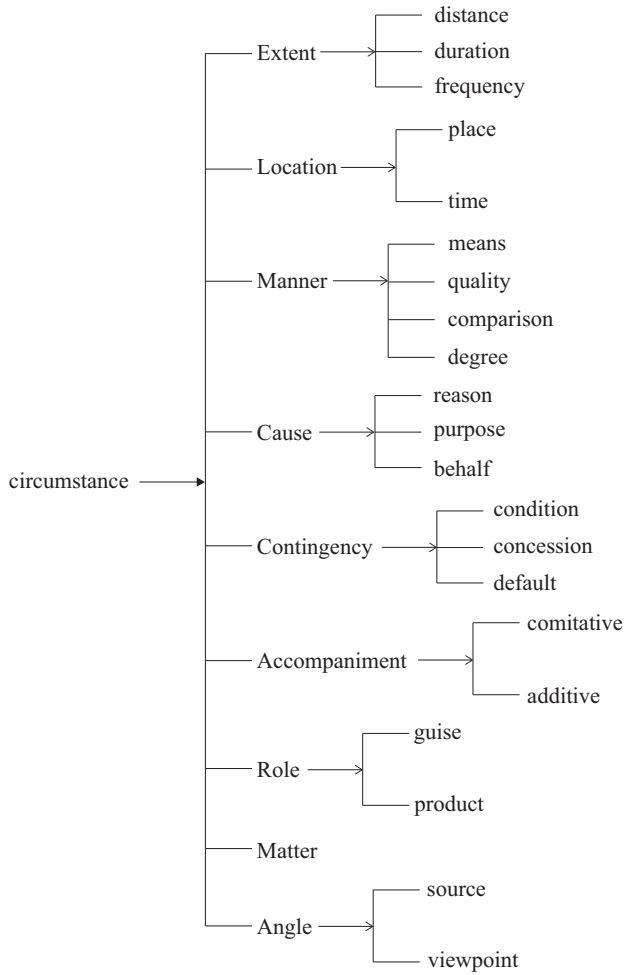 distance
Extent
duration
frequency
place
Location
time
means
Manner
quality
comparison
degree
reason
Cause
purpose
behalf
circumstance
condition
Contingency
concession
default
comitative
Accompaniment
additive
guise
Role
product
Matter
source
Angle
viewpoint